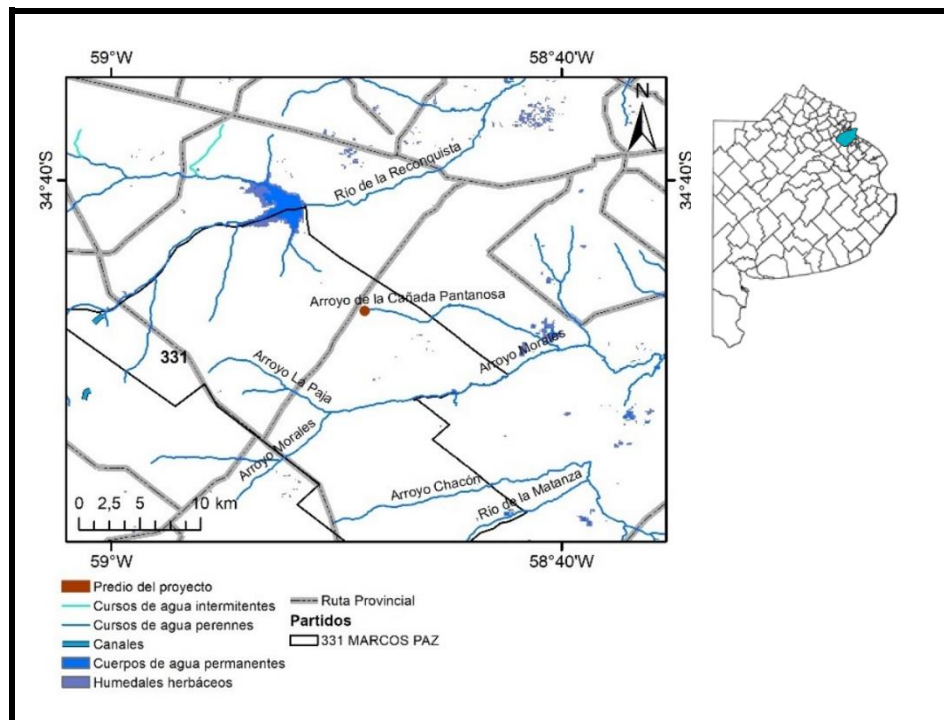 59°W
58°40'W
N
34°40'S
34°40'S
Río de la Reconquista
Arroyo de la Cañada Pantanosa
331
Arroyo La Paja
Arroyo Morales
Arroyo Morales
Arroyo Chacón
Río de la Matanza
0 2,5 5 10 km
59°W
58°40'W
Predio del proyecto
Cursos de agua intermitentes
Cursos de agua perennes
Canales
Cuerpos de agua permanentes
Humedales herbáceos
Ruta Provincial
Partidos
331 MARCOS PAZ